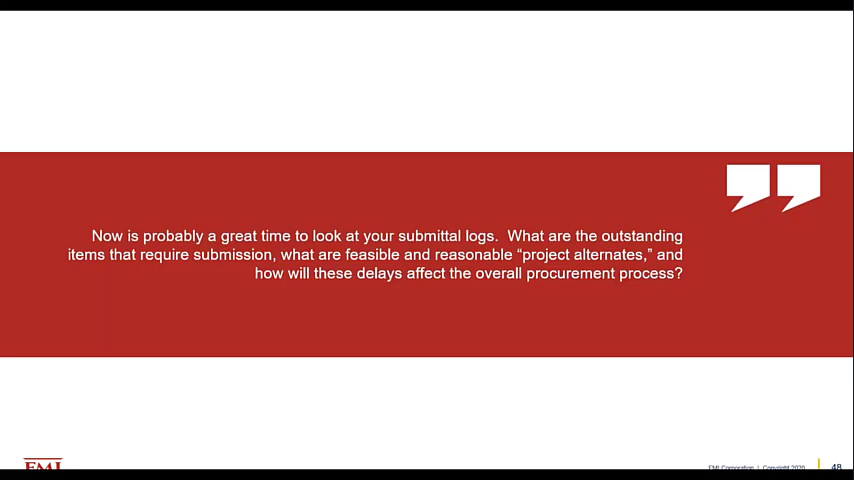 Now is probably a great time to look at your submittal logs.  What are the outstanding
items that require submission, what are feasible and reasonable “project alternates,” and
how will these delays affect the overall procurement process?
FMI
FMI Corporation | Copyright 2020
48